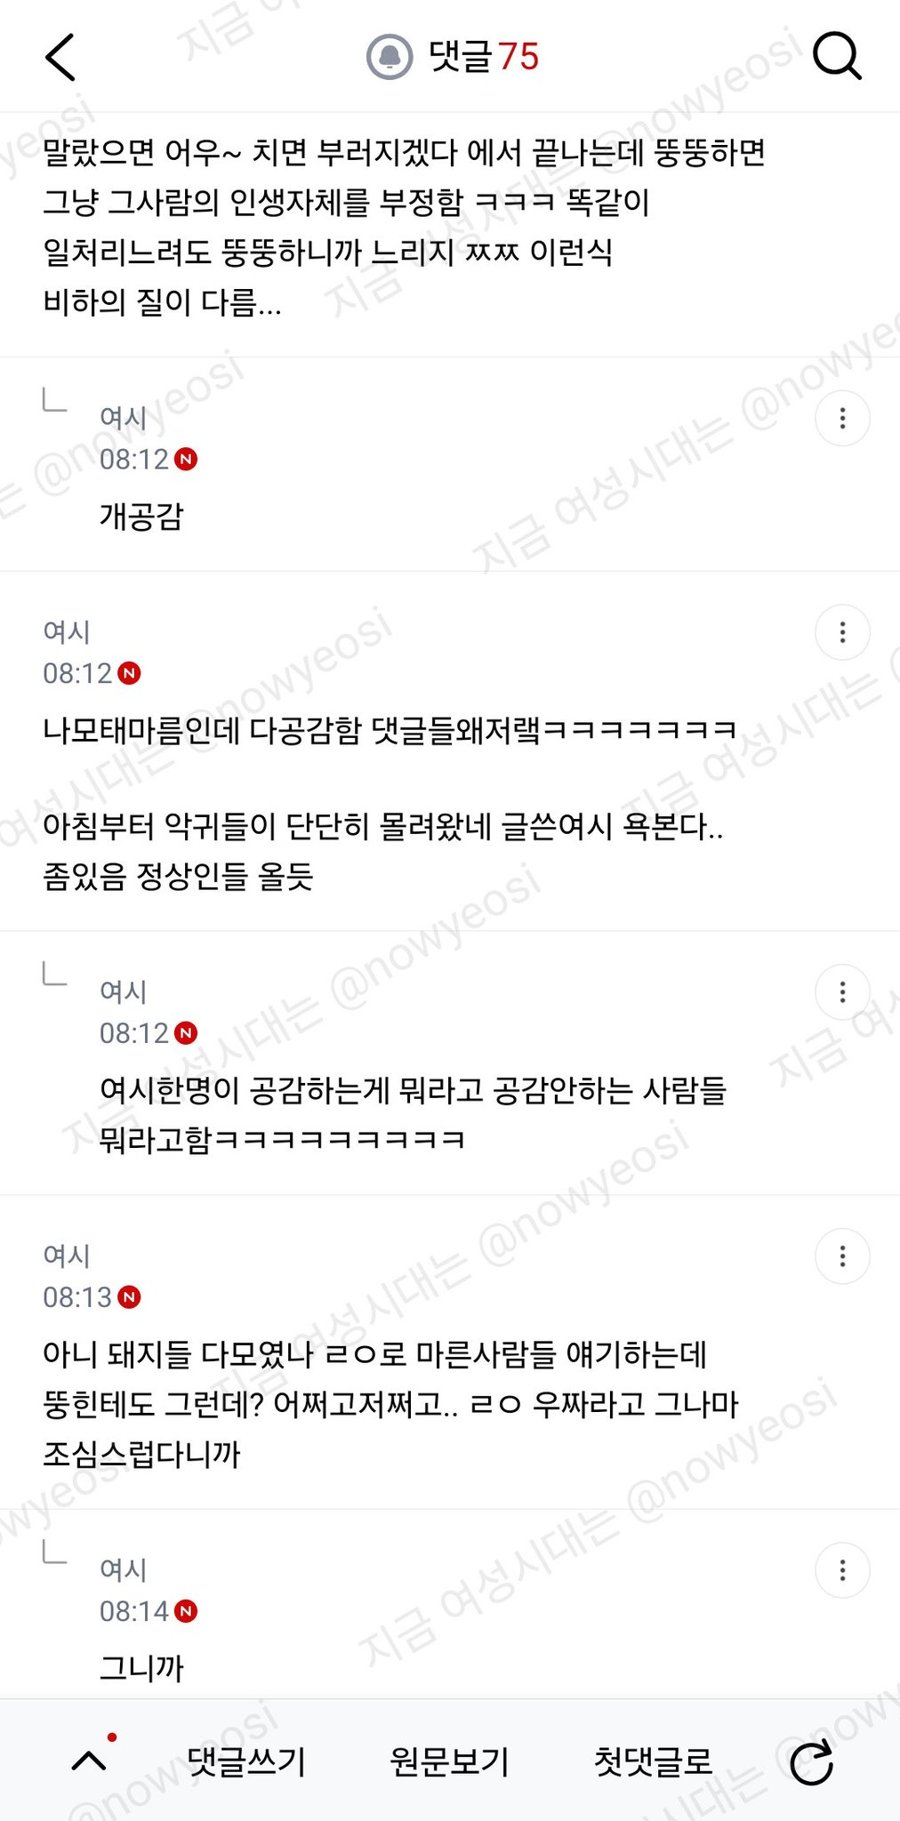 댓글 75
말랐으면 어우~ 치면 부러지겠다 에서 끝나는데 뚱뚱하면
그냥 그사람의 인생자체를 부정함 ㅋㅋㅋ 똑같이
일처리느려도 뚱뚱하니까 느리지 ㅉㅉ 이런식
비하의 질이 다름...
여시
08:12 N
개공감
여시
08:12 N
나모태마름인데 다공감함 댓글들왜저랰ㅋㅋㅋㅋㅋㅋㅋ
아침부터 악귀들이 단단히 몰려왔네 글쓴여시 욕본다..
좀있음 정상인들 올듯
여시
08:12 N
여시한명이 공감하는게 뭐라고 공감안하는 사람들
뭐라고함ㅋㅋㅋㅋㅋㅋㅋㅋㅋ
여시
08:13 N
아니 돼지들 다모였나 ㄹㅇ로 마른사람들 얘기하는데
뚱힌테도 그런데? 어쩌고저쩌고.. ㄹㅇ 우짜라고 그나마
조심스럽다니까
여시
08:14 N
그니까
댓글쓰기 원문보기 첫댓글로
지금 여성시대는 @nowyeosi